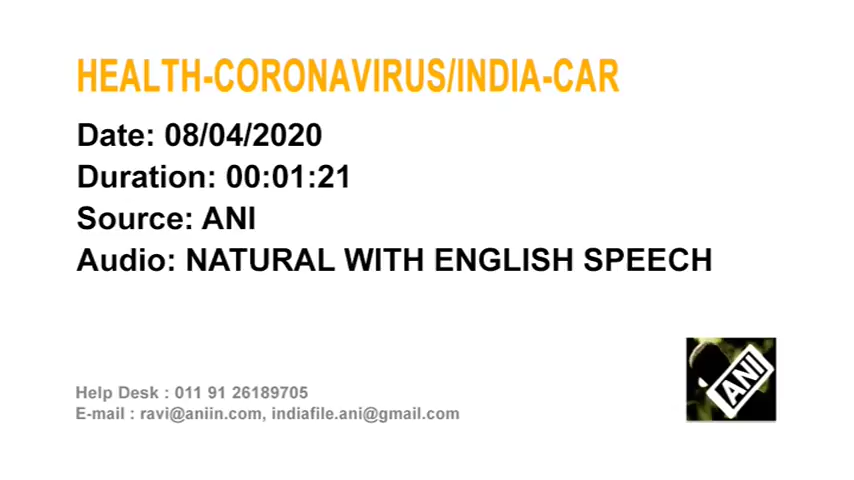 HEALTH-CORONAVIRUS/INDIA-CAR
Date: 08/04/2020
Duration: 00:01:21
Source: ANI
Audio: NATURAL WITH ENGLISH SPEECH
Help Desk : 011 91 26189705
E-mail : ravi@aniin.com, indiafile.ani@gmail.com
ANI